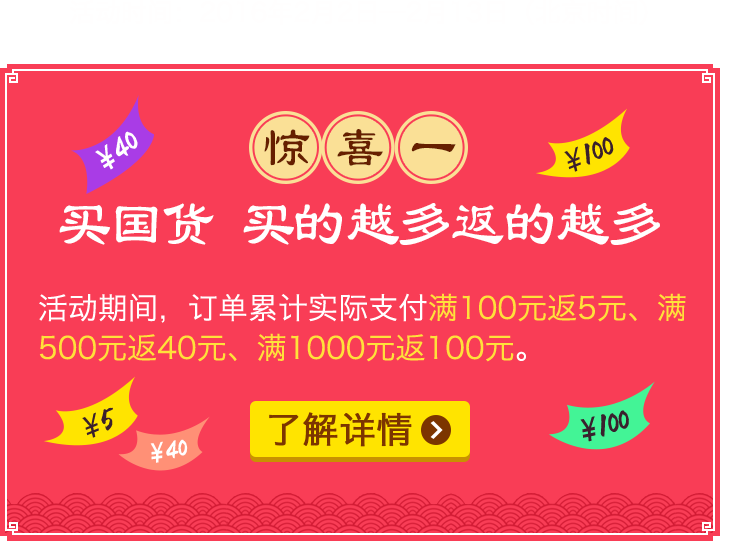 惊喜一
¥40
¥100
买国货 买的越多返的越多
活动期间，订单累计实际支付满100元返5元、满
500元返40元、满1000元返100元。
¥5
¥40
¥100
了解详情